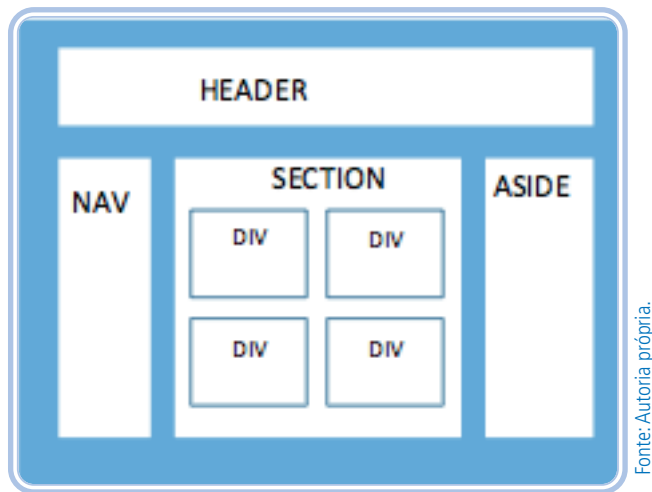 HEADER
NAV
SECTION
ASIDE
DIV
DIV
DIV
DIV
Fonte: Autoria própria.